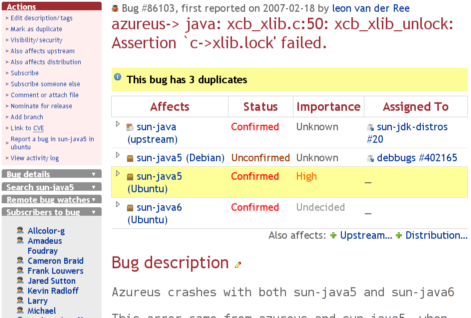 Actions
Edit description/tags
Mark as duplicate
Visibility/security
Also affects upstream
Also affects distribution
Subscribe
Subscribe someone else
Comment or attach file
Nominate for release
Add branch
Link to CVE
Report a bug in sun-java5 in
ubuntu
View activity log
Bug details
Search sun-java5
Remote bug watches
Subscribers to bug
Allcolor-g
Amadeus
Foudray
Cameron Braid
Frank Louwers
Jared Sutton
Kevin Radloff
Larry
Michael
Bug #86103, first reported on 2007-02-18 by leon van der Ree
azureus-> java: xcb_xlib.c:50: xcb_xlib_unlock:
Assertion `c->xlib.lock' failed.
This bug has 3 duplicates
Affects Status Importance Assigned To
sun-java Confirmed Unknown sun-jdk-distros
(upstream) #20
sun-java5 (Debian) Unconfirmed Unknown debbugs #402165
sun-java5 Confirmed High _
(Ubuntu)
sun-java6 Confirmed Undecided _
(Ubuntu)
Also affects: Upstream... Distribution...
Bug description
Azureus crashes with both sun-java5 and sun-java6
This error came from azureus and sun-java5, when